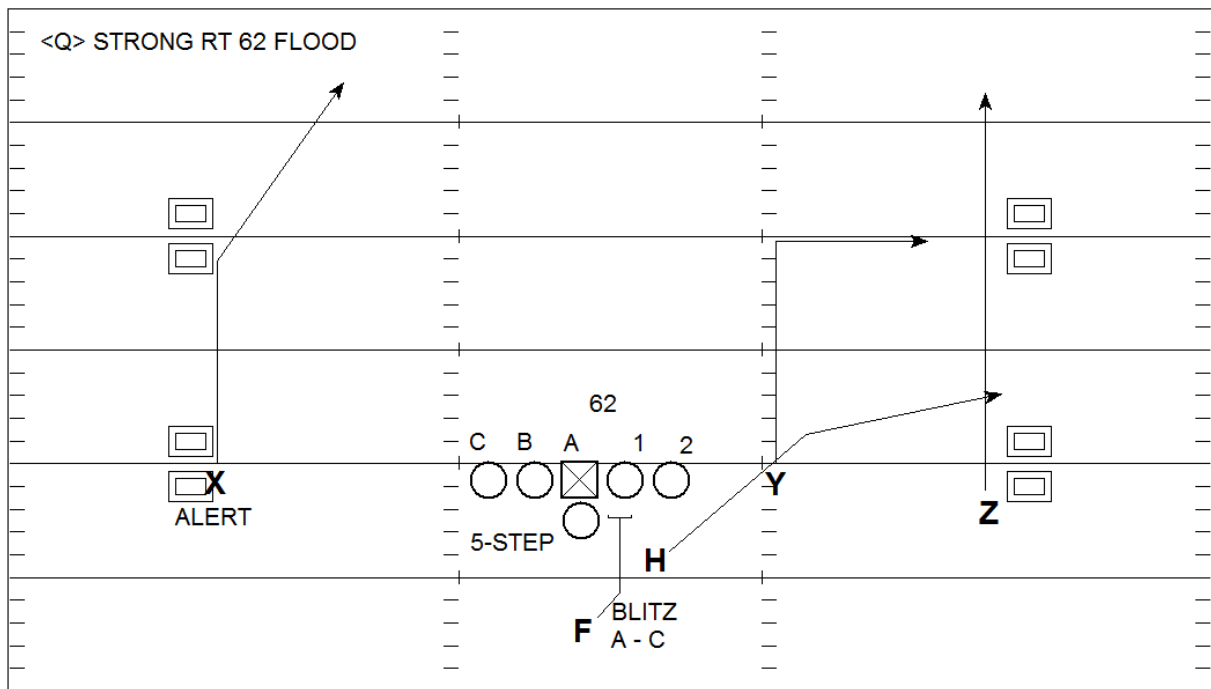 <Q> STRONG RT 62 FLOOD
62
C B A 1 2
X Y Z
ALERT
5-STEP
H
F BLITZ
A - C